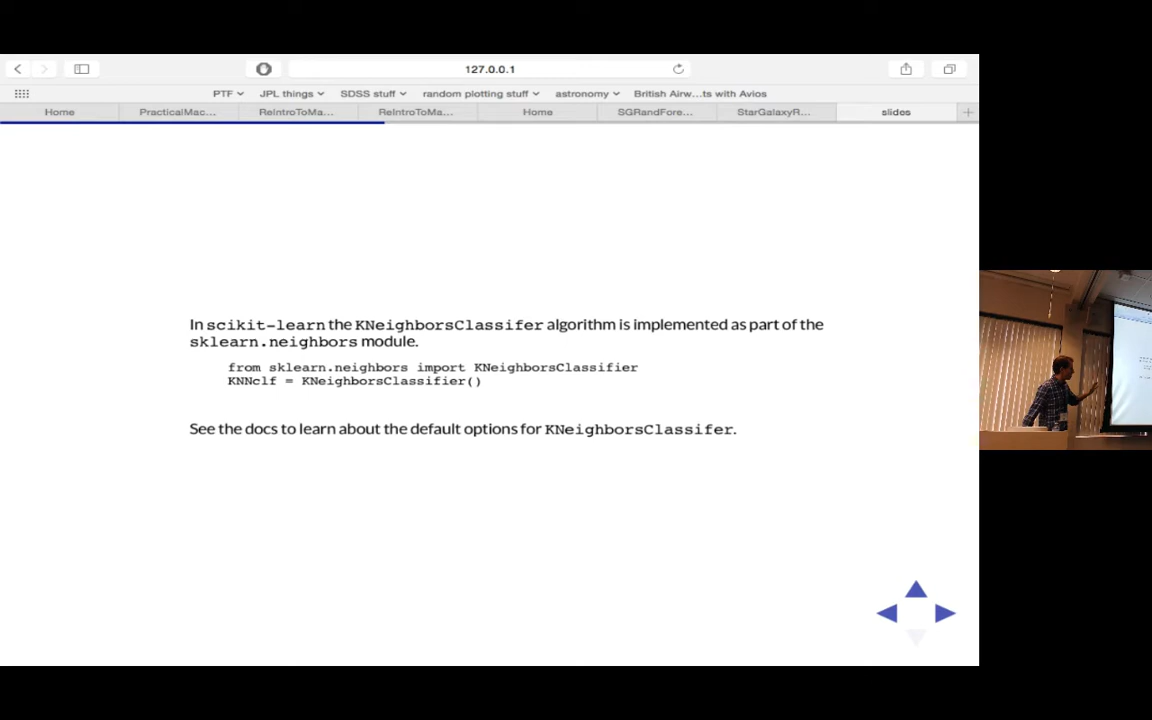 127.0.0.1
PTF JPL things SDSS stuff random plotting stuff astronomy British Airw...ts with Avios
Home PracticalMac... ReIntroToMa... ReIntroToMa... Home SGRandFore... StarGalaxyR... slides
In scikit-learn the KNeighborsClassifer algorithm is implemented as part of the
sklearn.neighbors module.
from sklearn.neighbors import KNeighborsClassifier
KNNclf = KNeighborsClassifier()
See the docs to learn about the default options for KNeighborsClassifer.